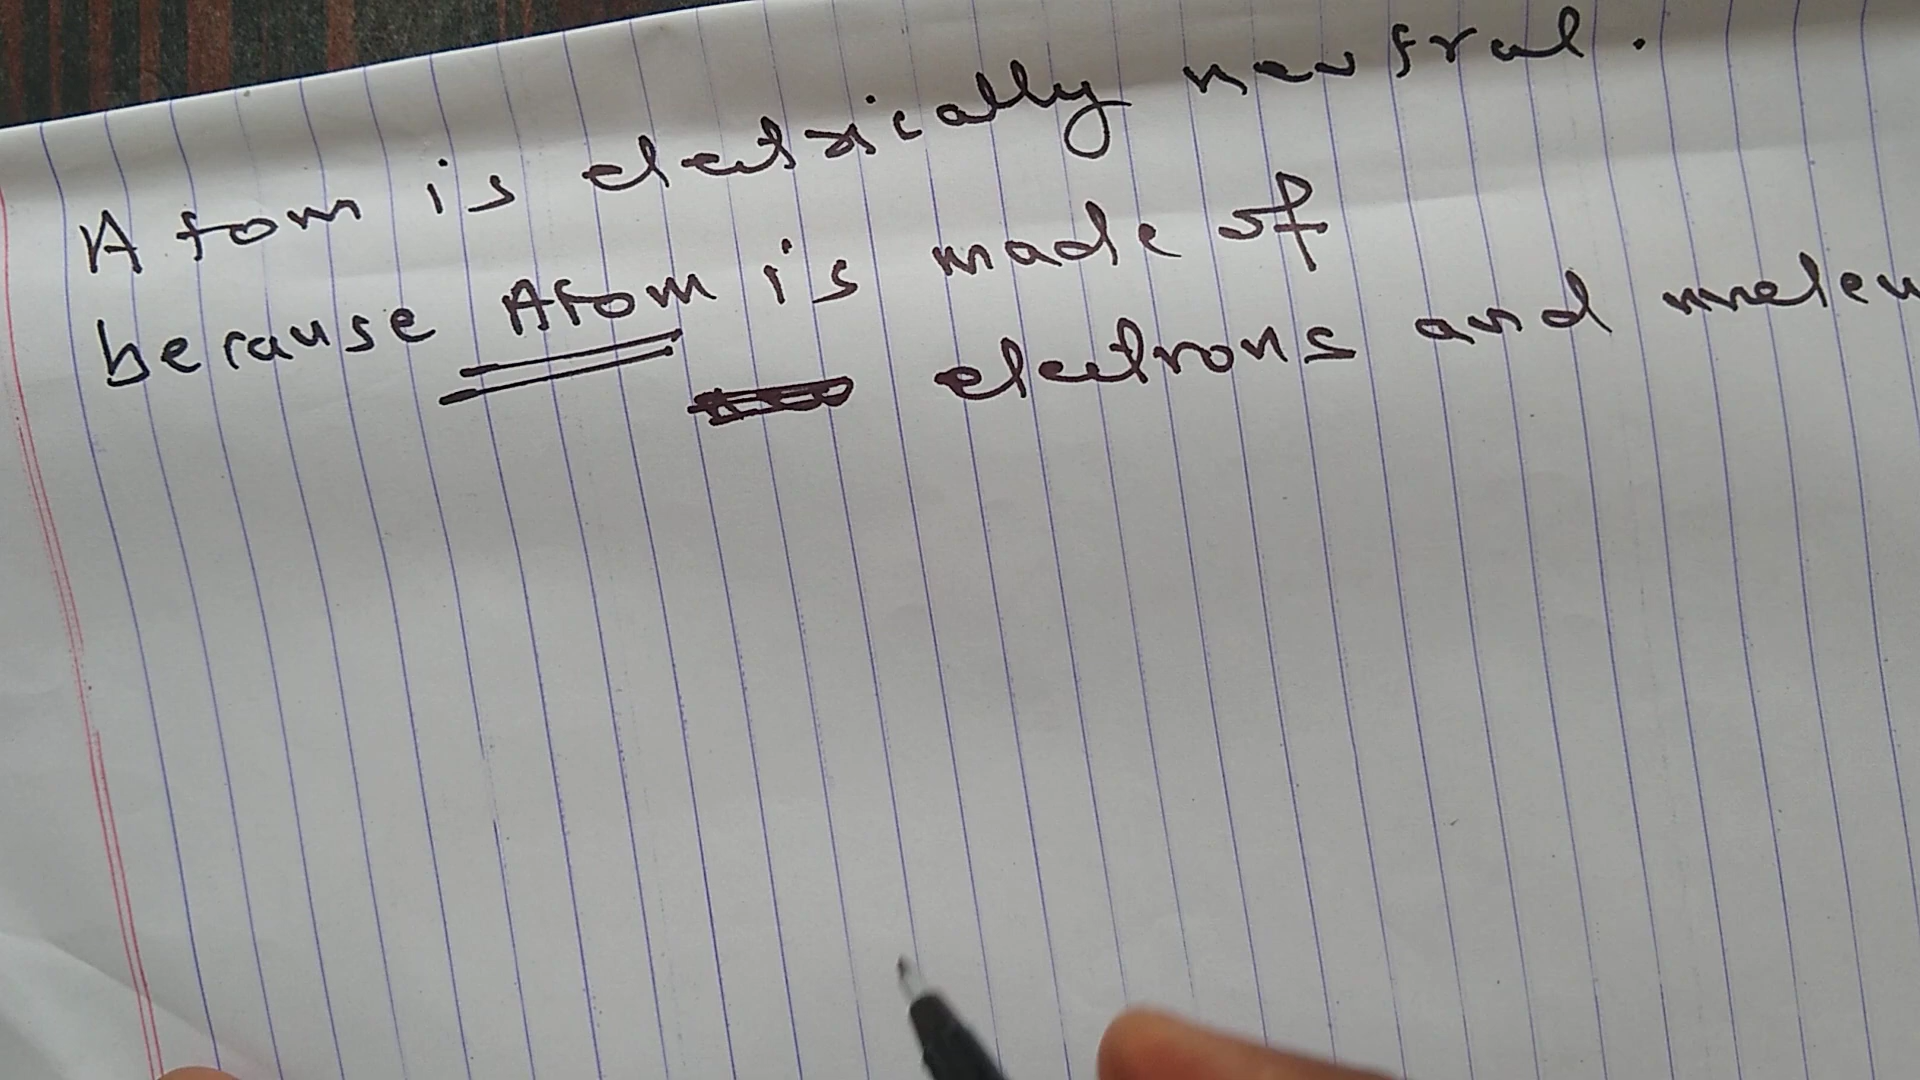 Atom is electrically neutral.
because Atom is made of
electrons and